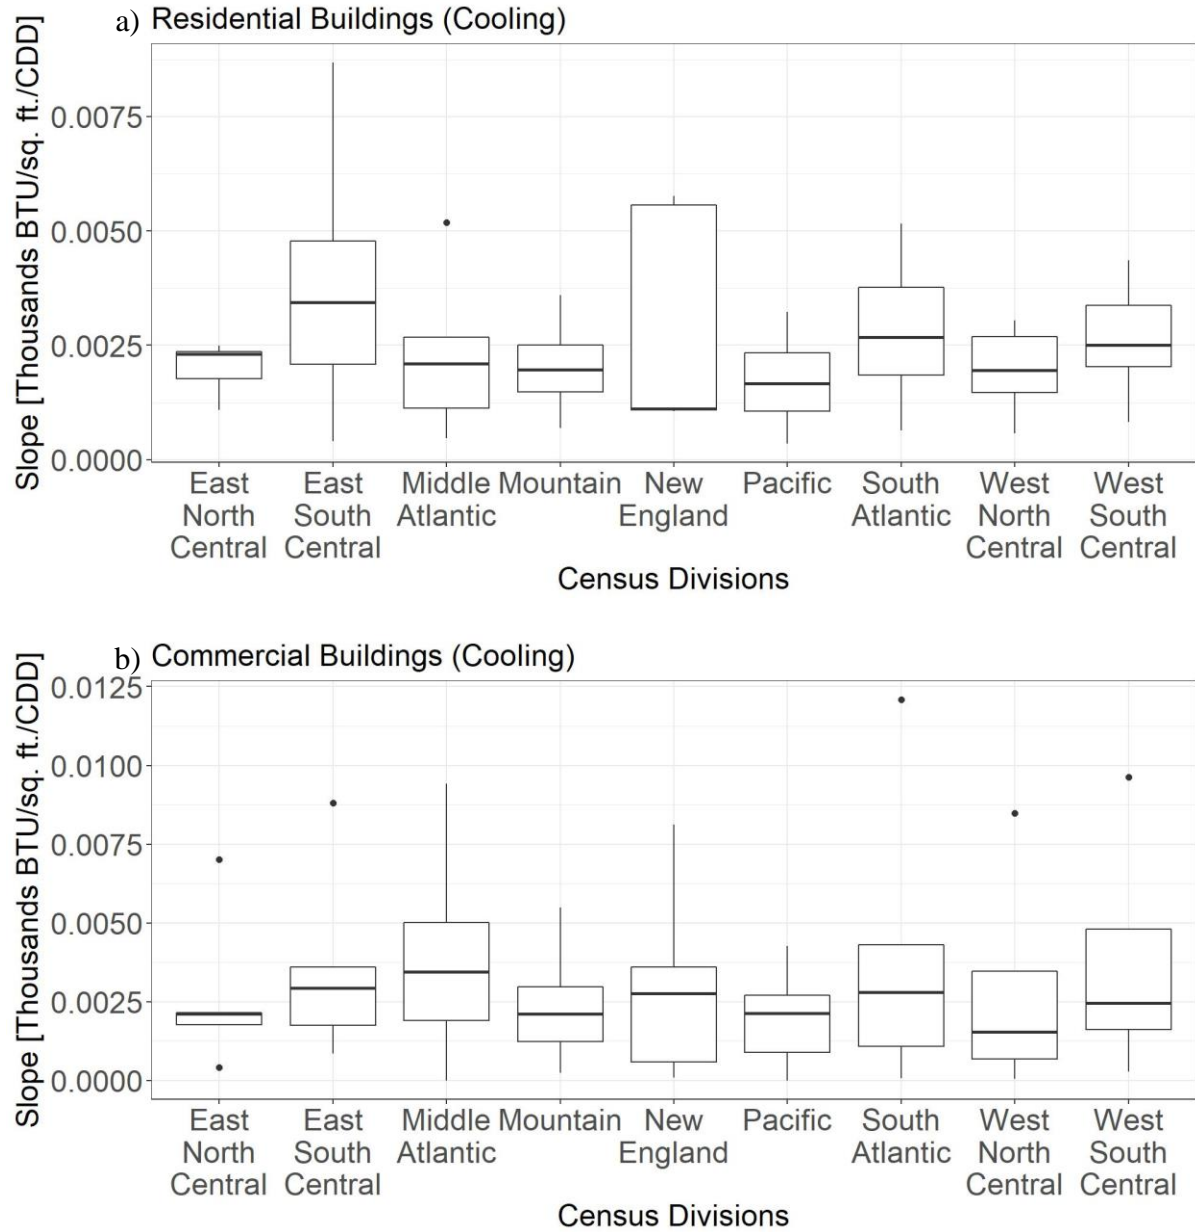 a) Residential Buildings (Cooling)
Slope [Thousands BTU/sq. ft./CDD]
0.0075
0.0050
0.0025
0.0000
East North Central
East South Central
Middle Atlantic
Mountain
New England
Pacific
South Atlantic
West North Central
West South Central
Census Divisions
b) Commercial Buildings (Cooling)
Slope [Thousands BTU/sq. ft./CDD]
0.0125
0.0100
0.0075
0.0050
0.0025
0.0000
East North Central
East South Central
Middle Atlantic
Mountain
New England
Pacific
South Atlantic
West North Central
West South Central
Census Divisions